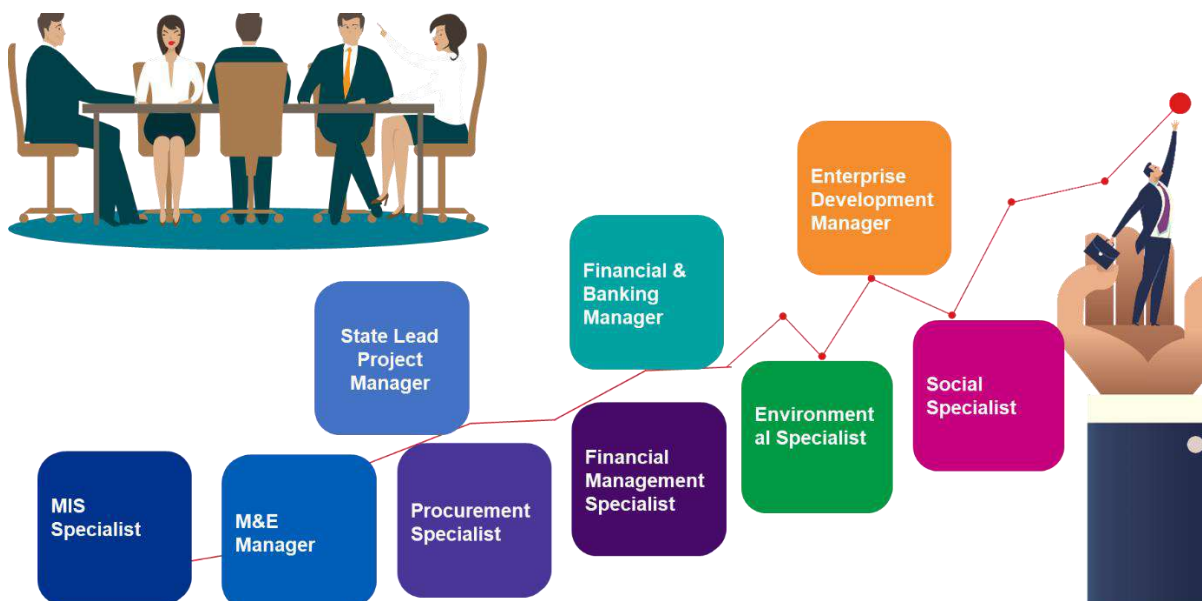 Enterprise
Development
Manager
Financial &
Banking
Manager
State Lead
Project
Manager
Social
Specialist
Environment
al Specialist
Financial
Management
Specialist
MIS
Specialist
M&E
Manager
Procurement
Specialist